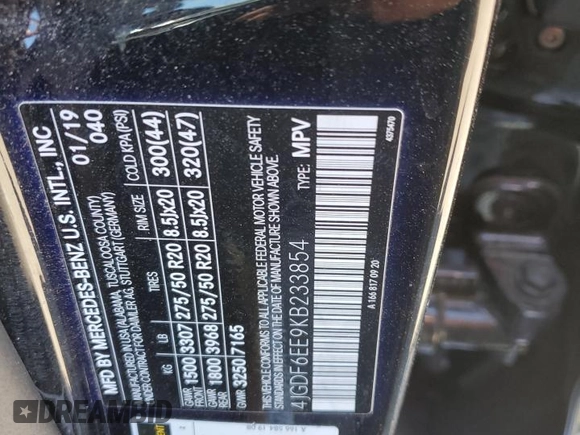 MFD BY MERCEDES-BENZ U.S. INTL., INC
MANUFACTURED IN USA (ALABAMA, TUSCALOOSA COUNTY)
UNDER CONTRACT FOR DAIMLER AG, STUTTGART (GERMANY)
01/'19
040
KG LB TIRES RIM SIZE COLD KPA(PSI)
GAWR 1500 3307 275/50 R20 8.5Jx20 300(44)
GAWR REAR 1800 3968 275/50 R20 8.5Jx20 320(47)
GVWR 3250 7165
THIS VEHICLE CONFORMS TO ALL APPLICABLE FEDERAL MOTOR VEHICLE SAFETY
STANDARDS IN EFFECT ON THE DATE OF MANUFACTURE SHOWN ABOVE.
4JGDF6EE9KB233854 TYPE: MPV
A 166 817 09 20
4375470
DREAMBID